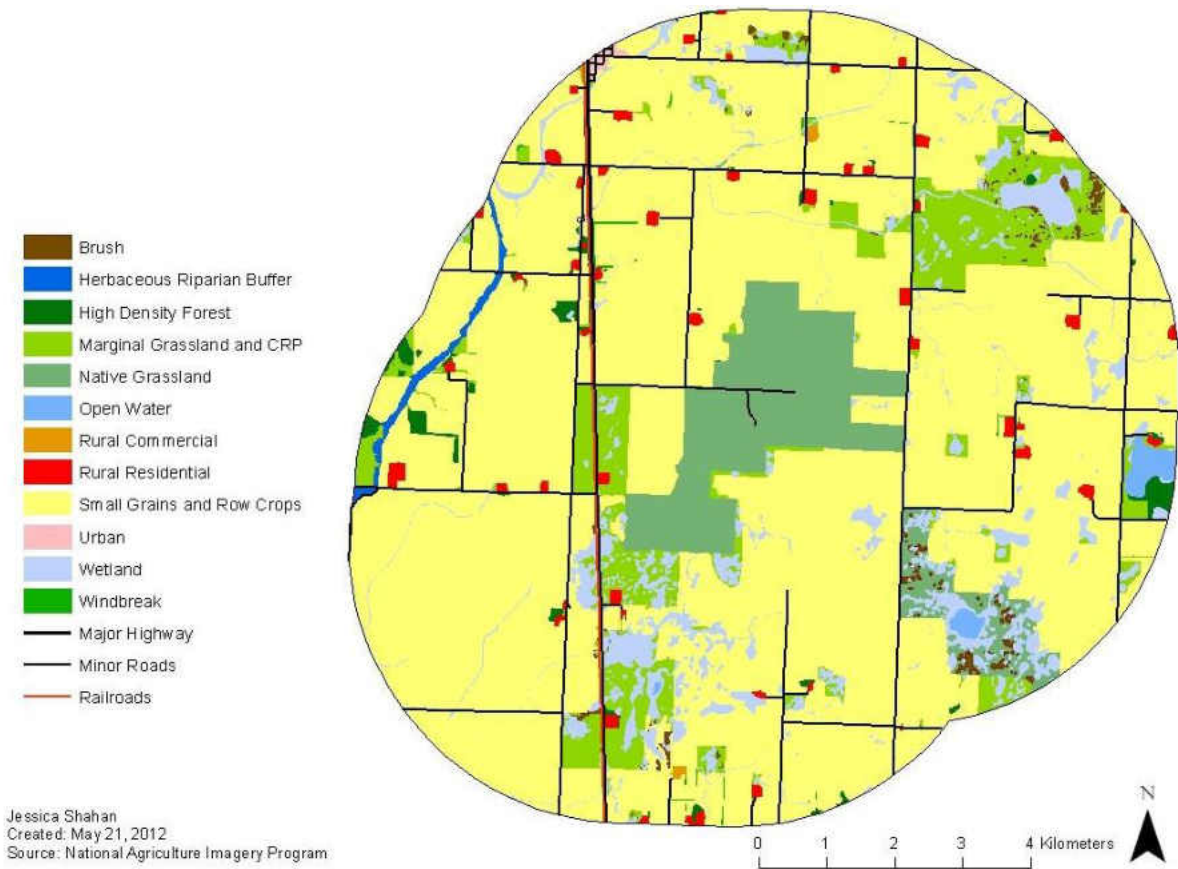 Brush
Herbaceous Riparian Buffer
High Density Forest
Marginal Grassland and CRP
Native Grassland
Open Water
Rural Commercial
Rural Residential
Small Grains and Row Crops
Urban
Wetland
Windbreak
Major Highway
Minor Roads
Railroads
Jessica Shahan
Created: May 21, 2012
Source: National Agriculture Imagery Program
N
0 1 2 3 4 Kilometers